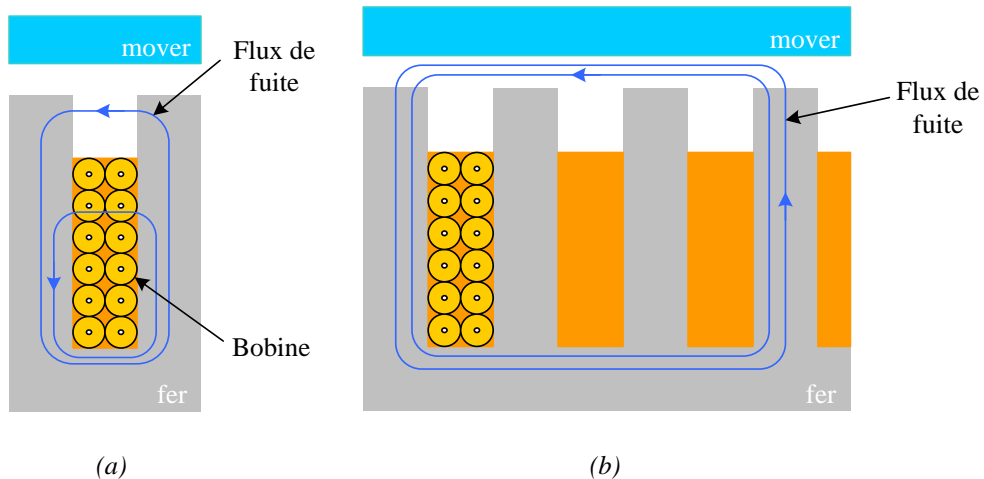 mover
Flux de
fuite
Bobine
fer
(a)
mover
Flux de
fuite
fer
(b)